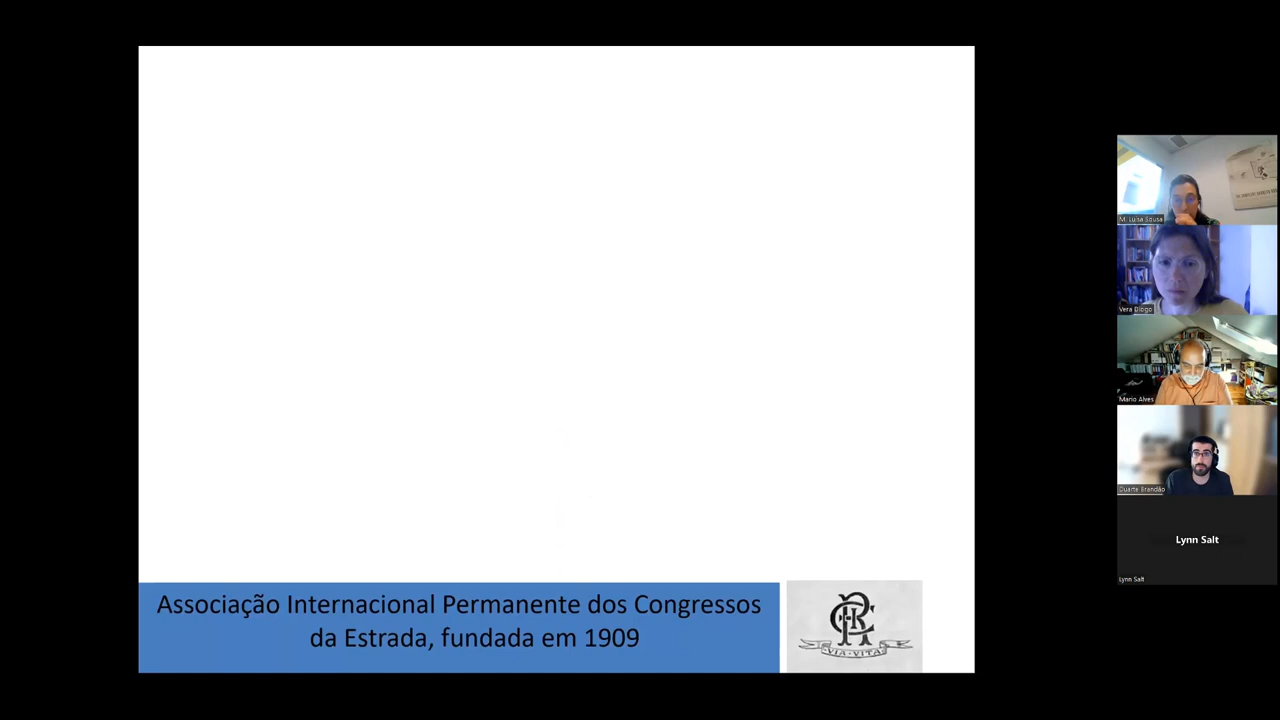 Associação Internacional Permanente dos Congressos
da Estrada, fundada em 1909
VIA·VITA
M. Luísa Sousa
Vera Diogo
Mario Alves
Duarte Brandão
Lynn Salt
Lynn Salt